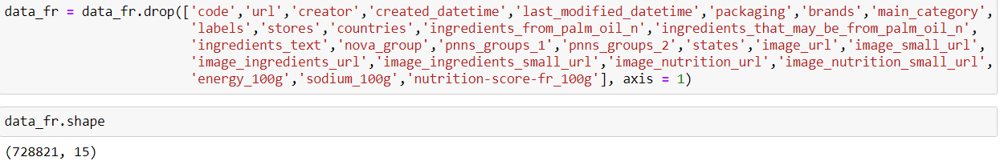 data_fr = data_fr.drop(['code','url','creator','created_datetime','last_modified_datetime','packaging','brands','main_category',
'labels','stores','countries','ingredients_from_palm_oil_n','ingredients_that_may_be_from_palm_oil_n',
'ingredients_text','nova_group','pnns_groups_1','pnns_groups_2','states','image_url','image_small_url',
'image_ingredients_url','image_ingredients_small_url','image_nutrition_url','image_nutrition_small_url',
'energy_100g','sodium_100g','nutrition-score-fr_100g'], axis = 1)
data_fr.shape
(728821, 15)